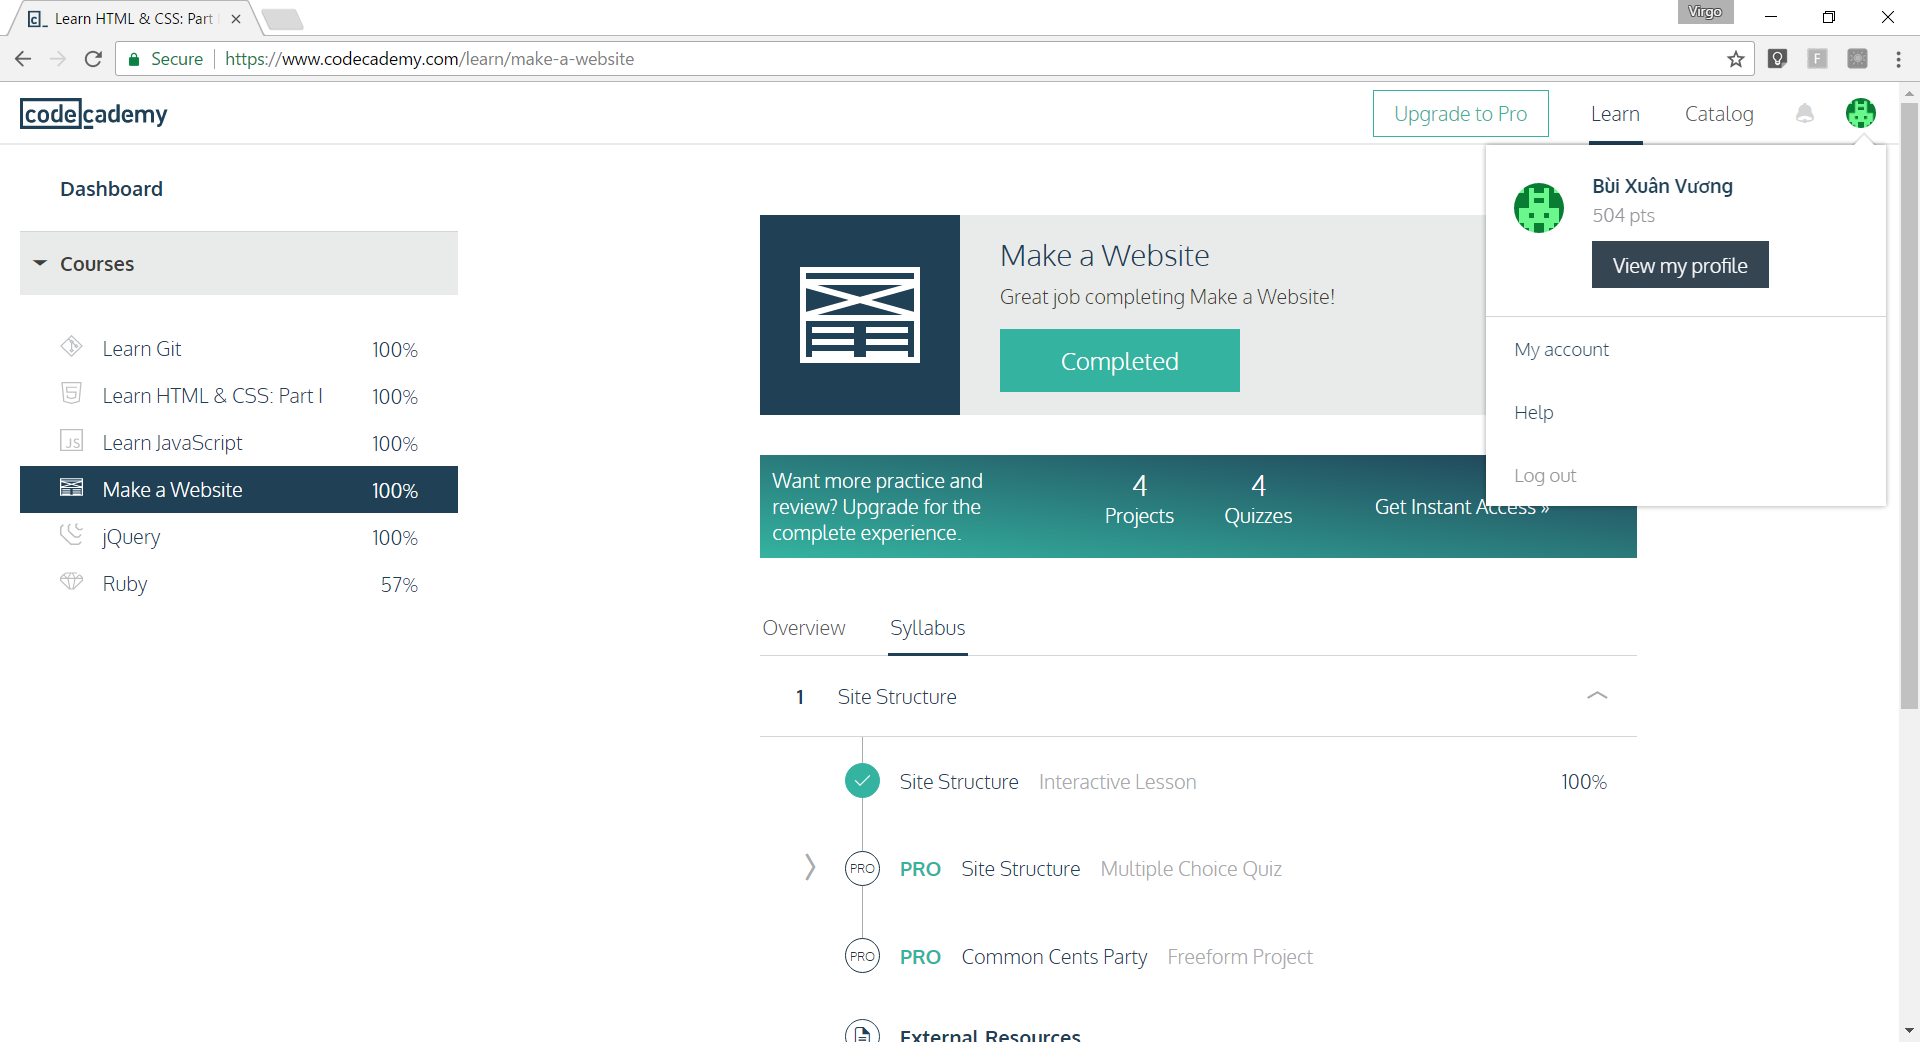 Learn HTML & CSS: Part
Virgo
Secure
https://www.codecademy.com/learn/make-a-website
codecademy
Upgrade to Pro
Learn
Catalog
Dashboard
Courses
Learn Git 100%
Learn HTML & CSS: Part I 100%
Learn JavaScript 100%
Make a Website 100%
jQuery 100%
Ruby 57%
Make a Website
Great job completing Make a Website!
Completed
Bùi Xuân Vương
504 pts
View my profile
My account
Help
Log out
Want more practice and
review? Upgrade for the
complete experience.
4
Projects
4
Quizzes
Get Instant Access »
Overview
Syllabus
1 Site Structure
Site Structure Interactive Lesson 100%
PRO PRO Site Structure Multiple Choice Quiz
PRO PRO Common Cents Party Freeform Project
External Resources